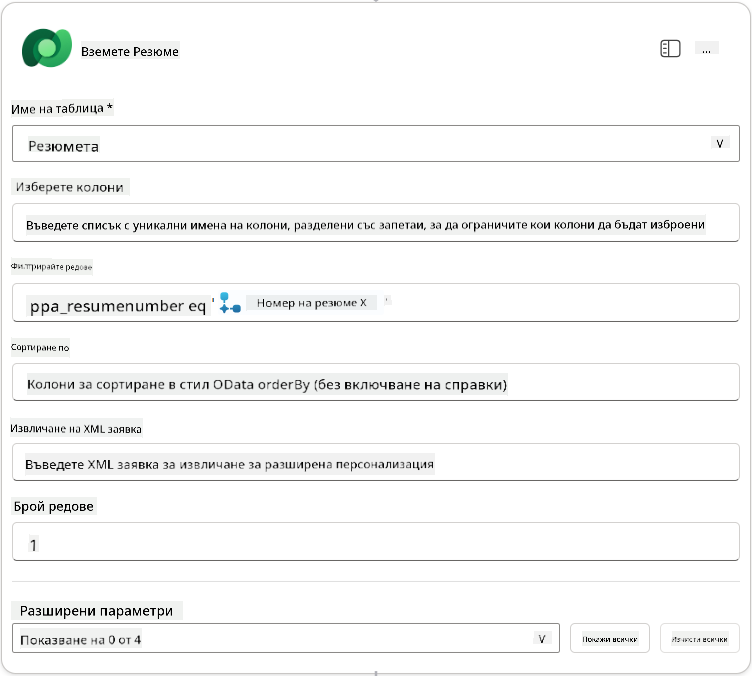 Вземете Резюме
...
Име на таблица *
Резюмета
Изберете колони
Въведете списък с уникални имена на колони, разделени със запетаи, за да ограничите кои колони да бъдат изброени
Филтрирайте редове
ppa_resumenumber eq ' Номер на резюме X '
Сортиране по
Колони за сортиране в стил OData orderBy (без включване на справки)
Извличане на XML заявка
Въведете XML заявка за извличане за разширена персонализация
Брой редове
1
Разширени параметри
Показване на 0 от 4
Покажи всички
Изчисти всички